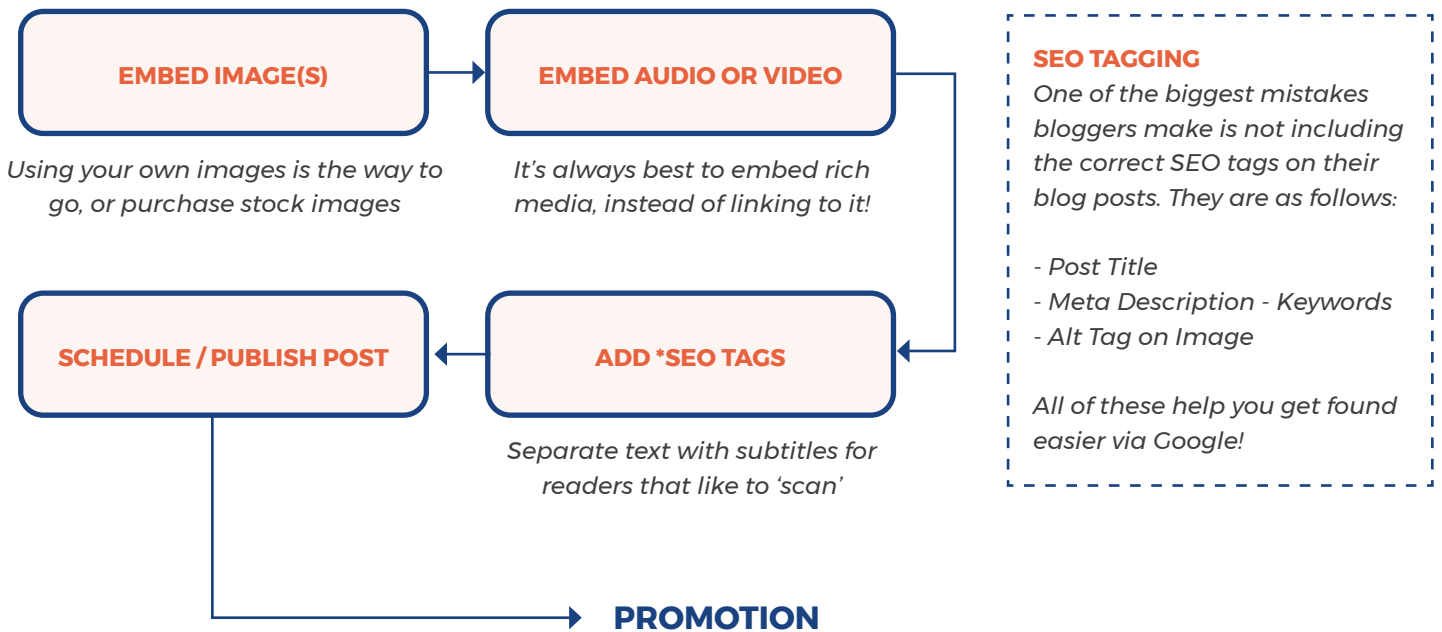 EMBED IMAGE(S)
Using your own images is the way to
go, or purchase stock images
EMBED AUDIO OR VIDEO
It’s always best to embed rich
media, instead of linking to it!
ADD *SEO TAGS
Separate text with subtitles for
readers that like to ‘scan’
SCHEDULE / PUBLISH POST
PROMOTION
SEO TAGGING
One of the biggest mistakes
bloggers make is not including
the correct SEO tags on their
blog posts. They are as follows:
- Post Title
- Meta Description - Keywords
- Alt Tag on Image
All of these help you get found
easier via Google!